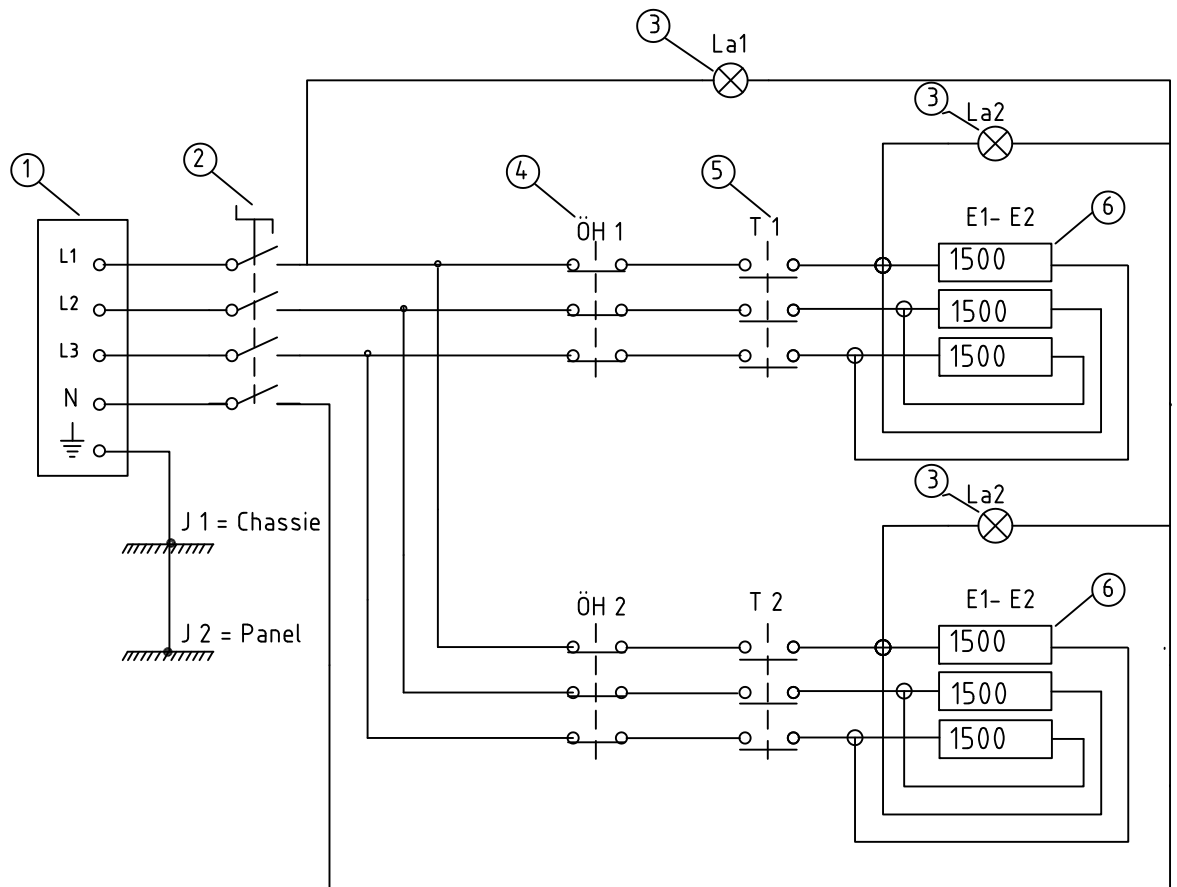 3
La1
3
La2
1
2
4
5
ÖH 1
T 1
E1- E2
6
L1
1500
L2
1500
L3
1500
N
3
La2
J 1 = Chassie
ÖH 2
T 2
E1- E2
6
J 2 = Panel
1500
1500
1500